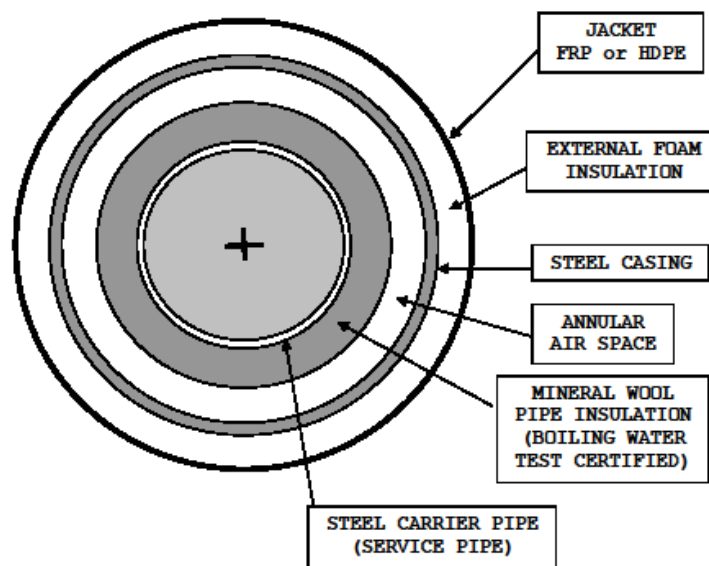 JACKET
FRP or HDPE
EXTERNAL FOAM
INSULATION
STEEL CASING
ANNULAR
AIR SPACE
MINERAL WOOL
PIPE INSULATION
(BOILING WATER
TEST CERTIFIED)
STEEL CARRIER PIPE
(SERVICE PIPE)